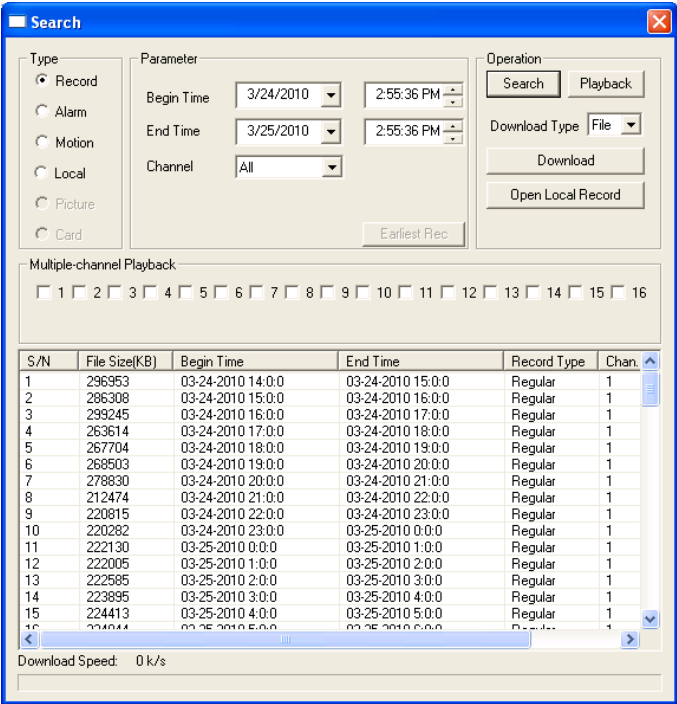 Search
Type
Record
Alarm
Motion
Local
Picture
Card
Parameter
Begin Time 3/24/2010 2:55:36 PM
End Time 3/25/2010 2:55:36 PM
Channel All
Earliest Rec
Operation
Search Playback
Download Type File
Download
Open Local Record
Multiple-channel Playback
1 2 3 4 5 6 7 8 9 10 11 12 13 14 15 16
S/N File Size(KB) Begin Time End Time Record Type Chan.
1 296953 03-24-2010 14:0:0 03-24-2010 15:0:0 Regular 1
2 286308 03-24-2010 15:0:0 03-24-2010 16:0:0 Regular 1
3 299245 03-24-2010 16:0:0 03-24-2010 17:0:0 Regular 1
4 263614 03-24-2010 17:0:0 03-24-2010 18:0:0 Regular 1
5 267704 03-24-2010 18:0:0 03-24-2010 19:0:0 Regular 1
6 268503 03-24-2010 19:0:0 03-24-2010 20:0:0 Regular 1
7 278830 03-24-2010 20:0:0 03-24-2010 21:0:0 Regular 1
8 212474 03-24-2010 21:0:0 03-24-2010 22:0:0 Regular 1
9 220815 03-24-2010 22:0:0 03-24-2010 23:0:0 Regular 1
10 220282 03-24-2010 23:0:0 03-25-2010 0:0:0 Regular 1
11 222130 03-25-2010 0:0:0 03-25-2010 1:0:0 Regular 1
12 222005 03-25-2010 1:0:0 03-25-2010 2:0:0 Regular 1
13 222585 03-25-2010 2:0:0 03-25-2010 3:0:0 Regular 1
14 223895 03-25-2010 3:0:0 03-25-2010 4:0:0 Regular 1
15 224413 03-25-2010 4:0:0 03-25-2010 5:0:0 Regular 1
Download Speed: 0 k/s